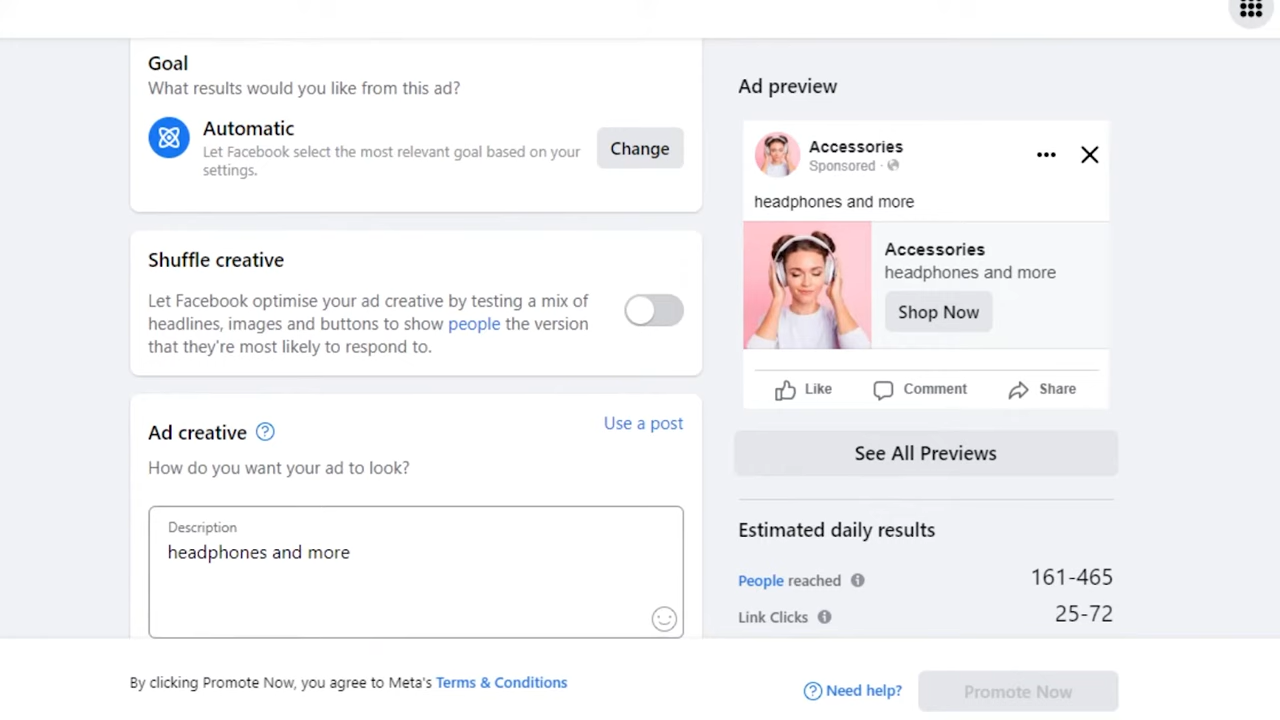 Goal
What results would you like from this ad?
Automatic
Let Facebook select the most relevant goal based on your
settings.
Change
Shuffle creative
Let Facebook optimise your ad creative by testing a mix of
headlines, images and buttons to show people the version
that they're most likely to respond to.
Ad creative
Use a post
How do you want your ad to look?
Description
headphones and more
Ad preview
Accessories
Sponsored ·
headphones and more
Accessories
headphones and more
Shop Now
Like
Comment
Share
See All Previews
Estimated daily results
People reached
161-465
Link Clicks
25-72
By clicking Promote Now, you agree to Meta's Terms & Conditions
Need help?
Promote Now